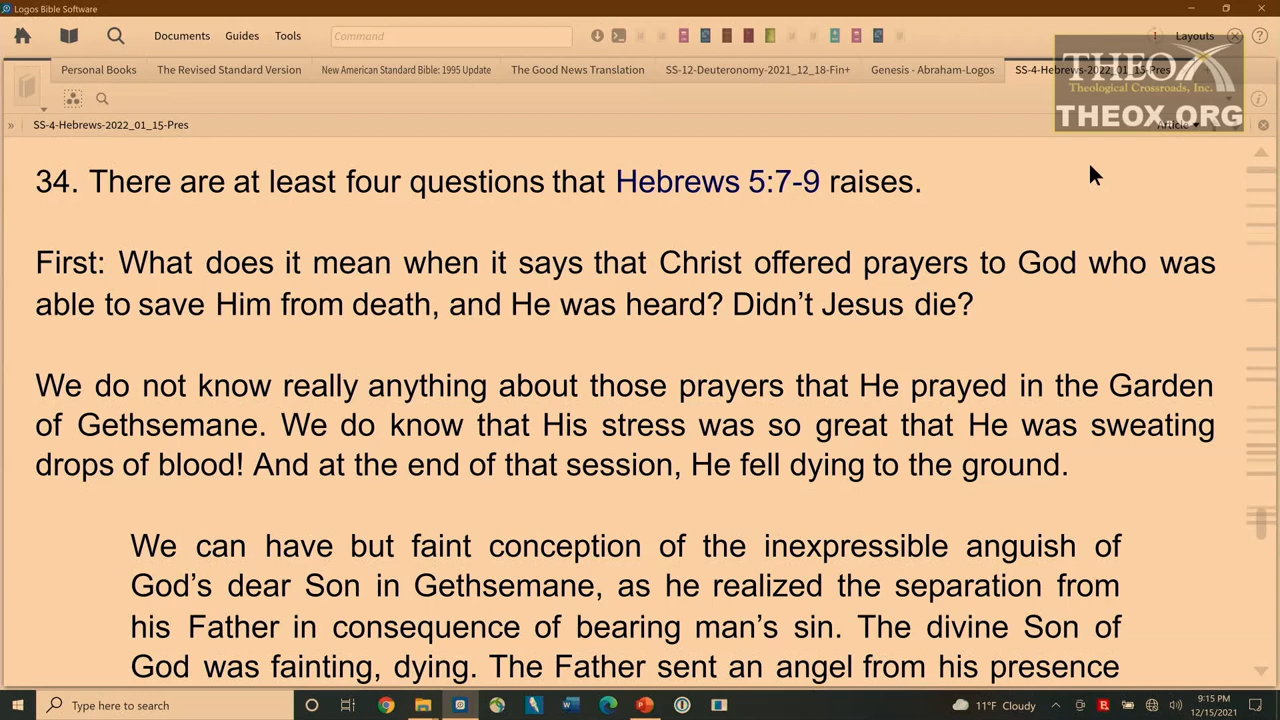 Logos Bible Software
Documents Guides Tools Command Layouts
Personal Books The Revised Standard Version New American Standard Bible: 1995 Update The Good News Translation SS-12-Deuteronomy-2021_12_18-Fin+ Genesis - Abraham-Logos SS-4-Hebrews-2022_01_15-Pres
THEOX
Theological Crossroads, Inc.
THEOX.ORG
SS-4-Hebrews-2022_01_15-Pres Article
34. There are at least four questions that Hebrews 5:7-9 raises.
First: What does it mean when it says that Christ offered prayers to God who was
able to save Him from death, and He was heard? Didn’t Jesus die?
We do not know really anything about those prayers that He prayed in the Garden
of Gethsemane. We do know that His stress was so great that He was sweating
drops of blood! And at the end of that session, He fell dying to the ground.
We can have but faint conception of the inexpressible anguish of
God’s dear Son in Gethsemane, as he realized the separation from
his Father in consequence of bearing man’s sin. The divine Son of
God was fainting, dying. The Father sent an angel from his presence
Type here to search 11°F Cloudy 9:15 PM
12/15/2021